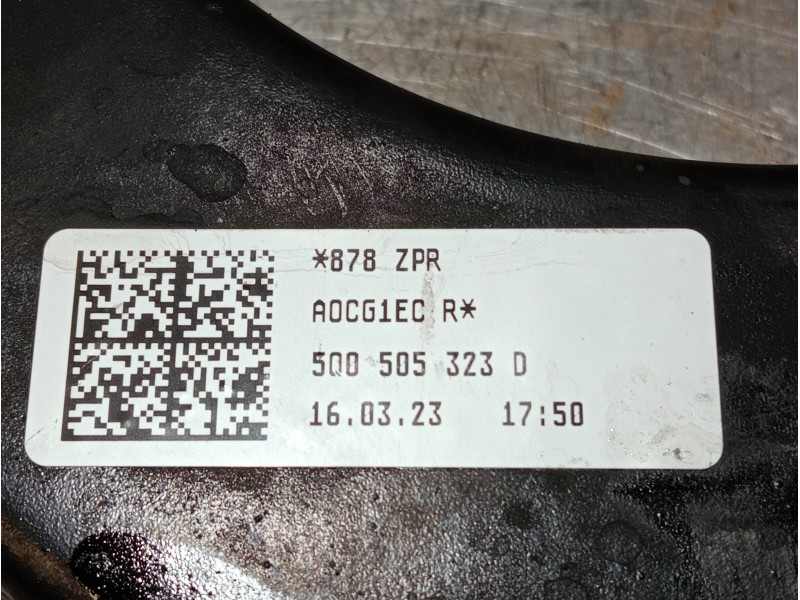 *878 ZPR
A0CG1EC R*
5Q0 505 323 D
16.03.23 17:50